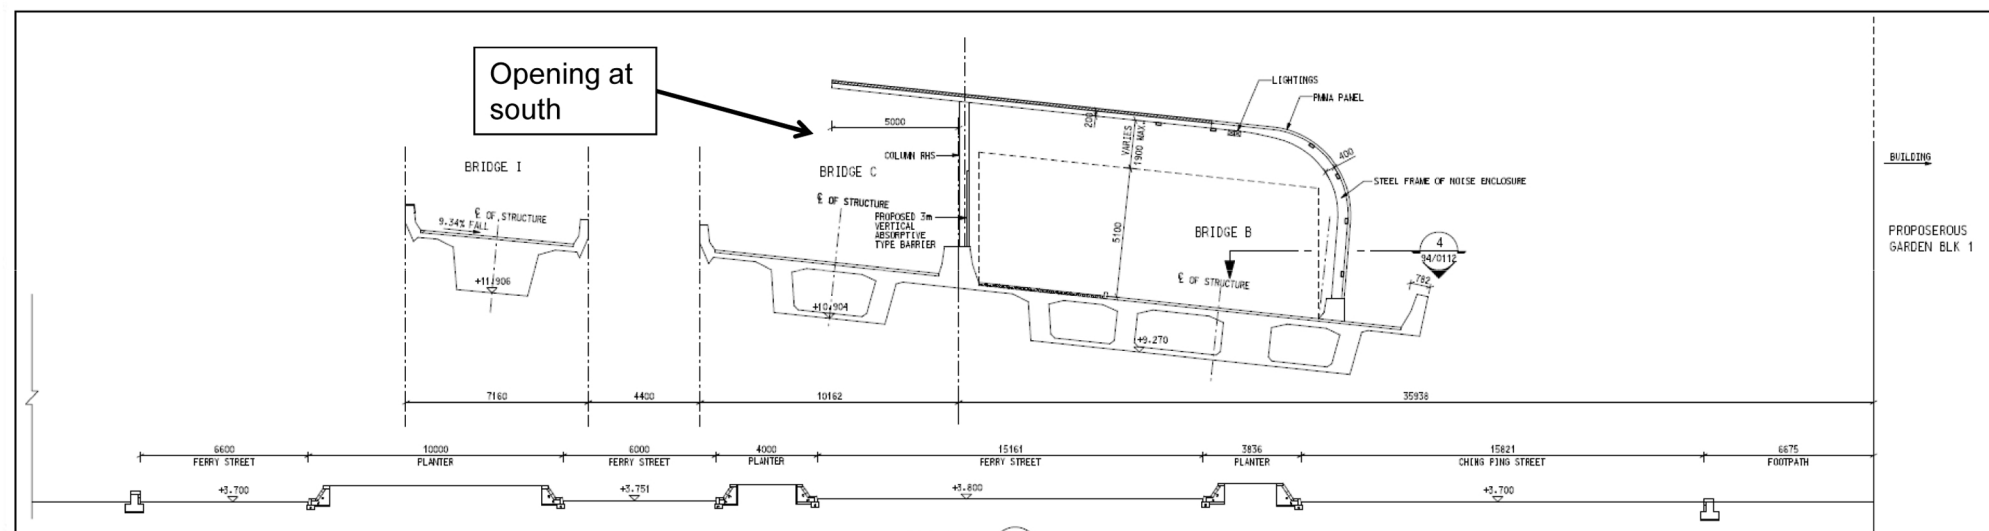 Opening at
south
LIGHTINGS
PMMA PANEL
5000
200
VARIES
1900 MAX.
400
COLUMN RHS
BUILDING
BRIDGE I
BRIDGE C
STEEL FRAME OF NOISE ENCLOSURE
℄ OF STRUCTURE
9.34% FALL
℄ OF STRUCTURE
PROPOSED 3m
VERTICAL
ABSORPTIVE
TYPE BARRIER
5100
BRIDGE B
4
94/0112
PROPOSEROUS
GARDEN BLK 1
℄ OF STRUCTURE
782
+11.906
+10.904
+9.270
7160
4400
10162
35938
6600
10000
6000
4000
15161
3836
15821
6675
FERRY STREET
PLANTER
FERRY STREET
PLANTER
FERRY STREET
PLANTER
CHING PING STREET
FOOTPATH
+3.700
+3.751
+3.800
+3.700